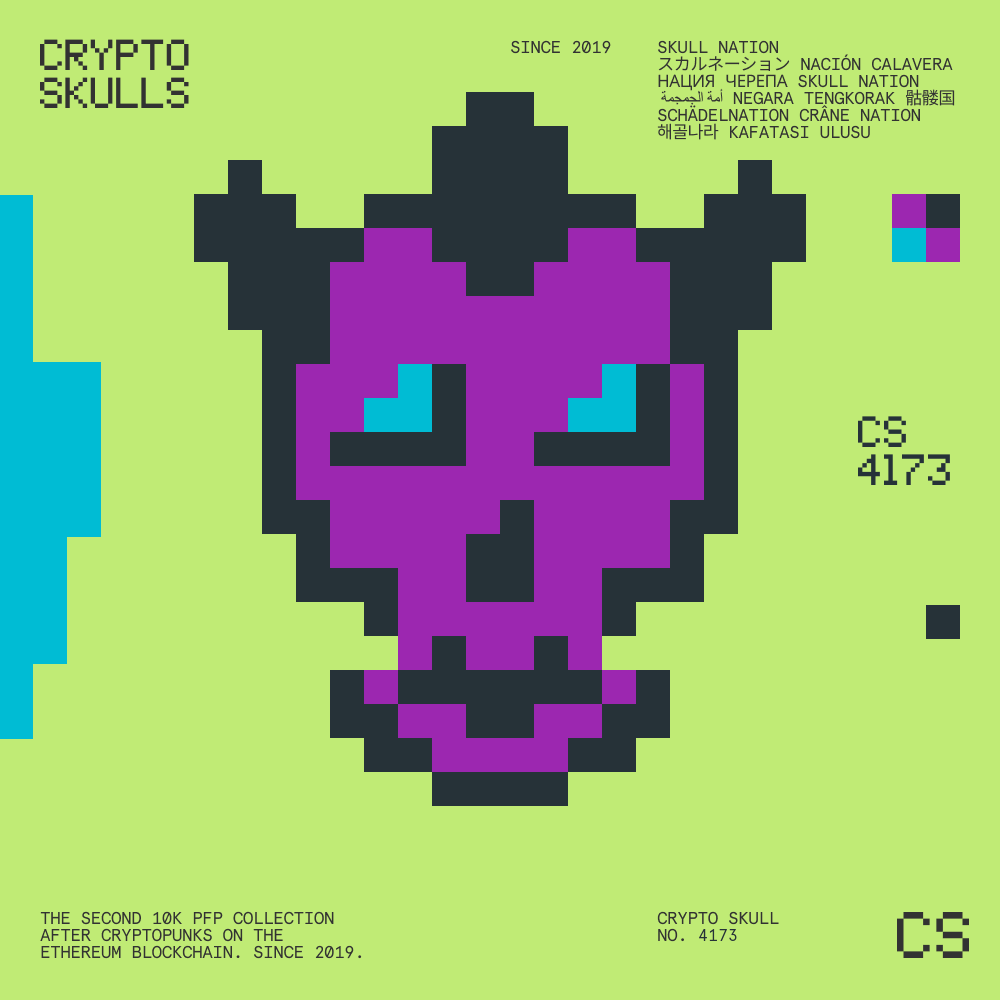 CRYPTO
SKULLS
SINCE 2019
SKULL NATION
スカルネーション NACIÓN CALAVERA
НАЦИЯ ЧЕРЕПА SKULL NATION
أمة الجمجمة NEGARA TENGKORAK 骷髅国
SCHÄDELNATION CRÂNE NATION
해골나라 KAFATASI ULUSU
CS
4173
THE SECOND 10K PFP COLLECTION
AFTER CRYPTOPUNKS ON THE
ETHEREUM BLOCKCHAIN. SINCE 2019.
CRYPTO SKULL
NO. 4173
CS